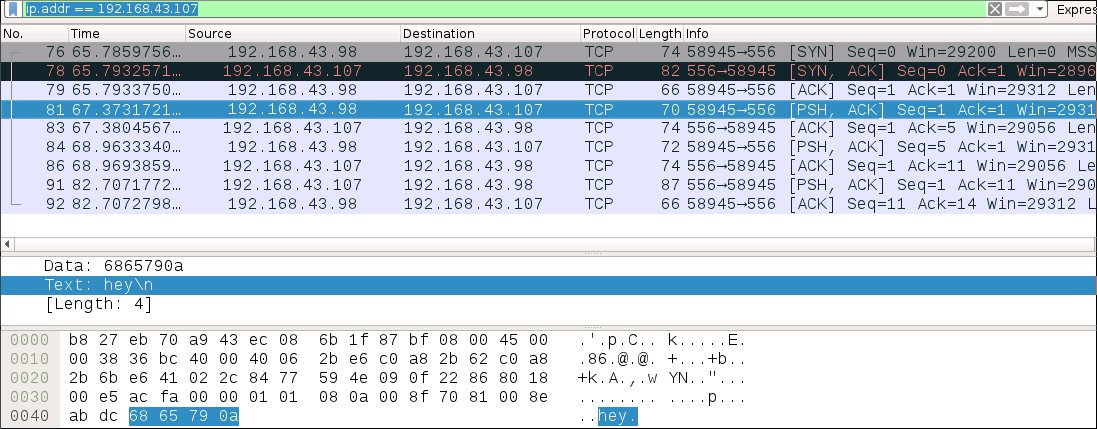 ip.addr == 192.168.43.107 Expres
No. Time Source Destination Protocol Length Info
76 65.7859756… 192.168.43.98 192.168.43.107 TCP 74 58945→556 [SYN] Seq=0 Win=29200 Len=0 MSS
78 65.7932571… 192.168.43.107 192.168.43.98 TCP 82 556→58945 [SYN, ACK] Seq=0 Ack=1 Win=2896
79 65.7933750… 192.168.43.98 192.168.43.107 TCP 66 58945→556 [ACK] Seq=1 Ack=1 Win=29312 Len
81 67.3731721… 192.168.43.98 192.168.43.107 TCP 70 58945→556 [PSH, ACK] Seq=1 Ack=1 Win=2931
83 67.3804567… 192.168.43.107 192.168.43.98 TCP 74 556→58945 [ACK] Seq=1 Ack=5 Win=29056 Len
84 68.9633340… 192.168.43.98 192.168.43.107 TCP 72 58945→556 [PSH, ACK] Seq=5 Ack=1 Win=2931
86 68.9693859… 192.168.43.107 192.168.43.98 TCP 74 556→58945 [ACK] Seq=1 Ack=11 Win=29056 Le
91 82.7071772… 192.168.43.107 192.168.43.98 TCP 87 556→58945 [PSH, ACK] Seq=1 Ack=11 Win=290
92 82.7072798… 192.168.43.98 192.168.43.107 TCP 66 58945→556 [ACK] Seq=11 Ack=14 Win=29312 L
Data: 6865790a
Text: hey\n
[Length: 4]
0000 b8 27 eb 70 a9 43 ec 08 6b 1f 87 bf 08 00 45 00 .'.p.C.. k.....E.
0010 00 38 36 bc 40 00 40 06 2b e6 c0 a8 2b 62 c0 a8 .86.@.@. +...+b..
0020 2b 6b e6 41 02 2c 84 77 59 4e 09 0f 22 86 80 18 +k.A.,.w YN.."...
0030 00 e5 ac fa 00 00 01 01 08 0a 00 8f 70 81 00 8e ........ ....p...
0040 ab dc 68 65 79 0a ..hey.